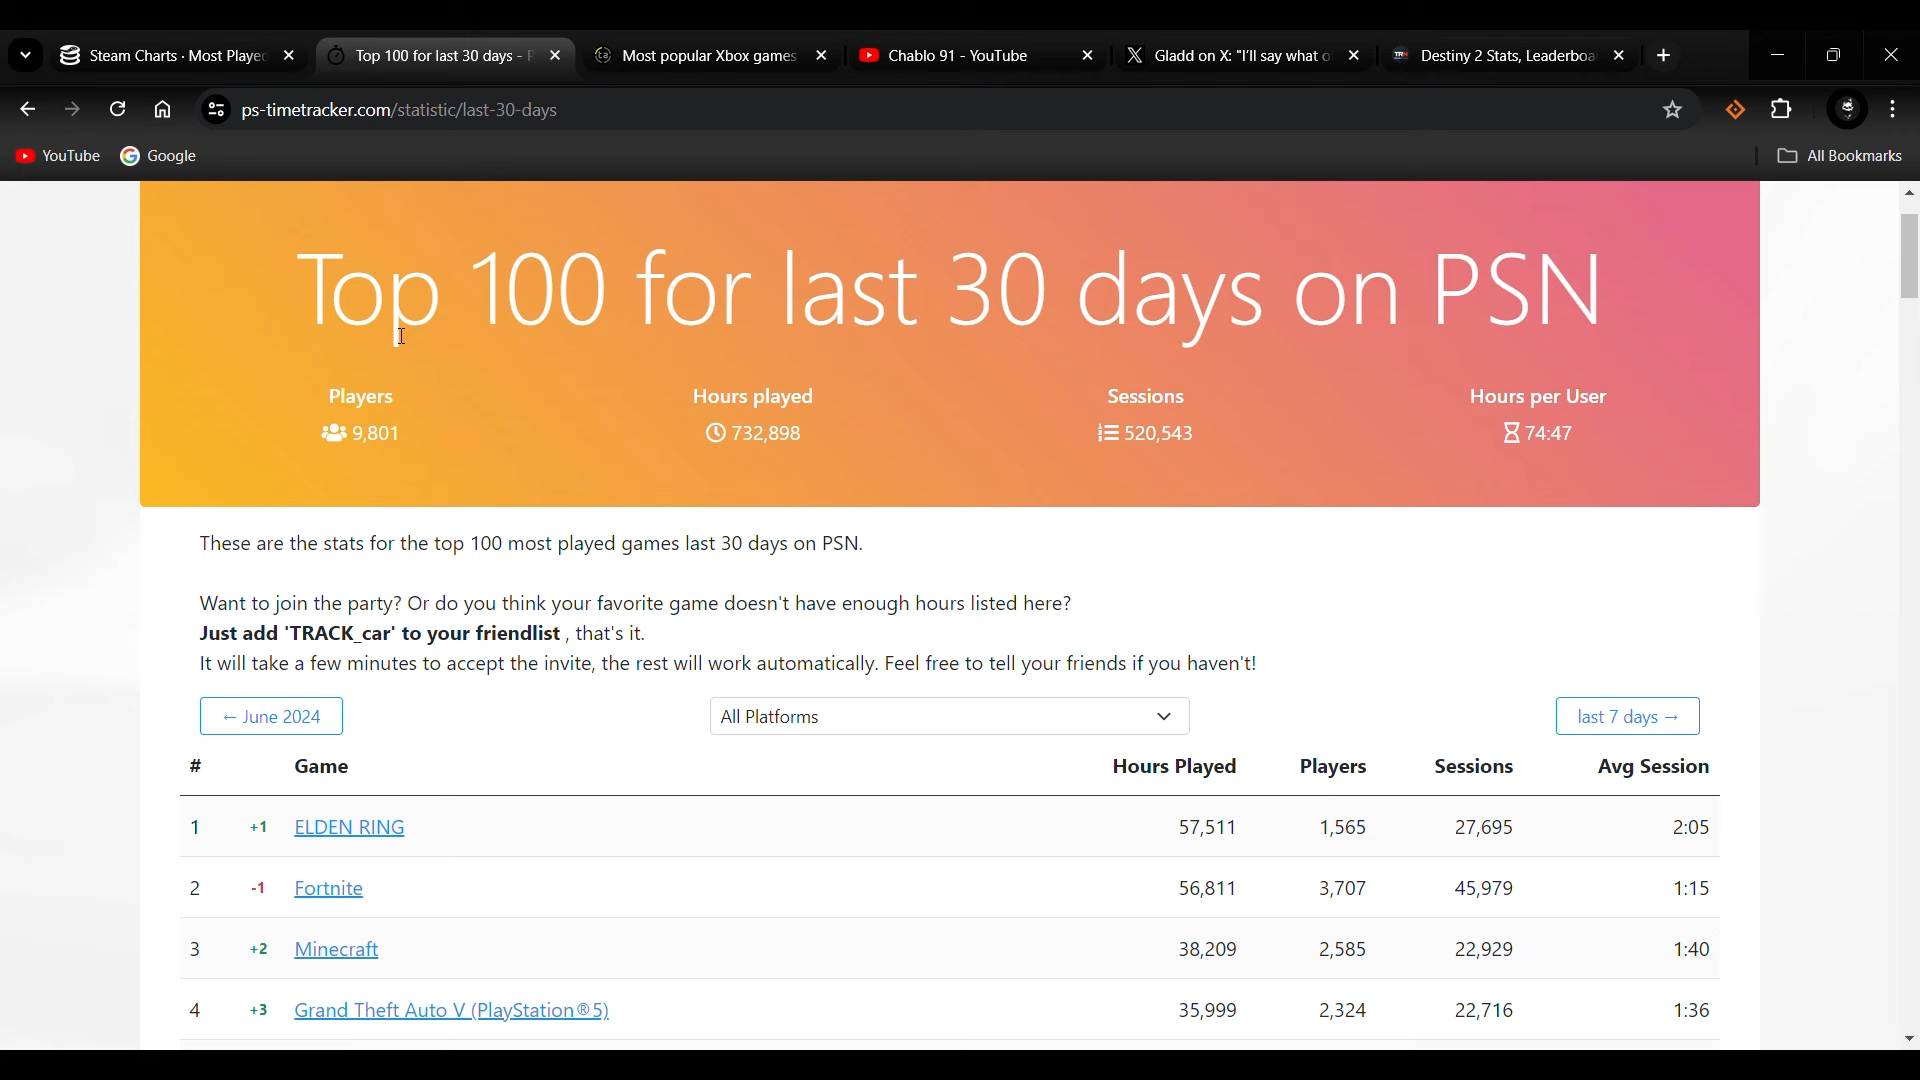 Steam Charts · Most Played
Top 100 for last 30 days - P
Most popular Xbox games
Chablo 91 - YouTube
Gladd on X: "I'll say what o
Destiny 2 Stats, Leaderboa
ps-timetracker.com/statistic/last-30-days
YouTube
Google
All Bookmarks
Top 100 for last 30 days on PSN
Players Hours played Sessions Hours per User
9,801 732,898 520,543 74:47
These are the stats for the top 100 most played games last 30 days on PSN.
Want to join the party? Or do you think your favorite game doesn't have enough hours listed here?
Just add 'TRACK_car' to your friendlist , that's it.
It will take a few minutes to accept the invite, the rest will work automatically. Feel free to tell your friends if you haven't!
← June 2024 All Platforms last 7 days →
# Game Hours Played Players Sessions Avg Session
1 +1 ELDEN RING 57,511 1,565 27,695 2:05
2 -1 Fortnite 56,811 3,707 45,979 1:15
3 +2 Minecraft 38,209 2,585 22,929 1:40
4 +3 Grand Theft Auto V (PlayStation®5) 35,999 2,324 22,716 1:36